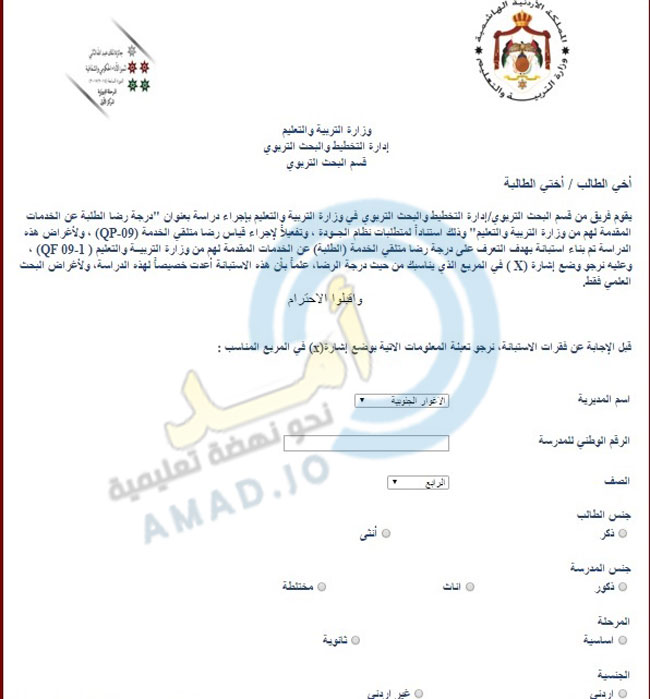 المملكة الأردنية الهاشمية
وزارة التربية والتعليم
وزارة التربية والتعليم
إدارة التخطيط والبحث التربوي
قسم البحث التربوي
أخي الطالب / أختي الطالبة
يقوم فريق من قسم البحث التربوي/إدارة التخطيط والبحث التربوي في وزارة التربية والتعليم بإجراء دراسة بعنوان "درجة رضا الطلبة عن الخدمات
المقدمة لهم من وزارة التربية والتعليم" وذلك استناداً لمتطلبات نظام الجودة ، وتفعيلاً لإجراء قياس رضا متلقي الخدمة (QP-09) ، ولأغراض هذه
الدراسة تم بناء استبانة بهدف التعرف على درجة رضا متلقي الخدمة (الطلبة) عن الخدمات المقدمة لهم من وزارة التربية والتعليم ( QF 09-1) ،
وعليه نرجو وضع إشارة (X ) في المربع الذي يناسبك من حيث درجة الرضا، علماً بأن هذه الاستبانة أعدت خصيصاً لهذه الدراسة، ولأغراض البحث
العلمي فقط.
واقبلوا الاحترام
قبل الإجابة عن فقرات الاستبانة، نرجو تعبئة المعلومات الاتية بوضع إشارة(x) في المربع المناسب :
اسم المديرية
الاغوار الجنوبية
الرقم الوطني للمدرسة
الصف
الرابع
جنس الطالب
ذكر
أنثى
جنس المدرسة
ذكور
اناث
مختلطة
المرحلة
اساسية
ثانوية
الجنسية
اردني
غير اردني
أمد
نحو نهضة تعليمية
AMAD.JO